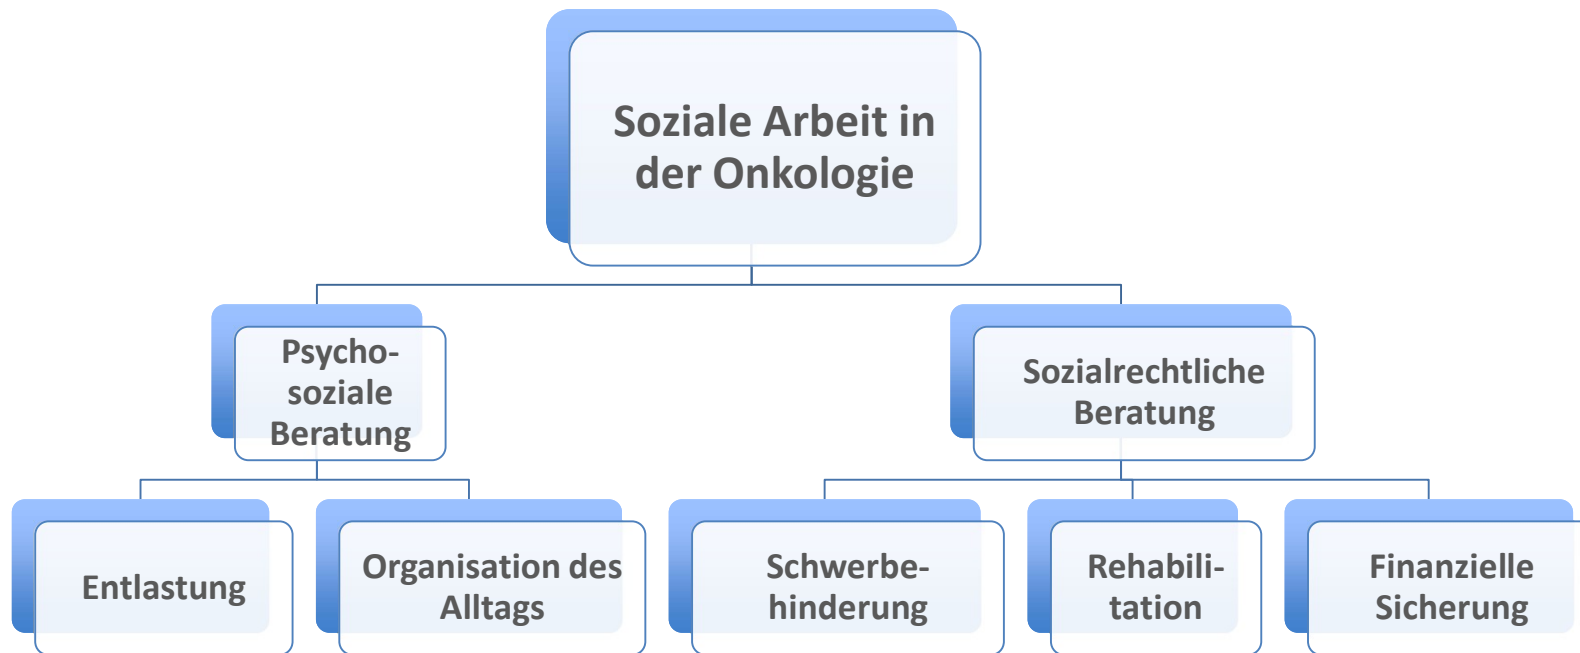 Soziale Arbeit in
der Onkologie
Psycho-
soziale
Beratung
Sozialrechtliche
Beratung
Entlastung
Organisation des
Alltags
Schwerbe-
hinderung
Rehabili-
tation
Finanzielle
Sicherung